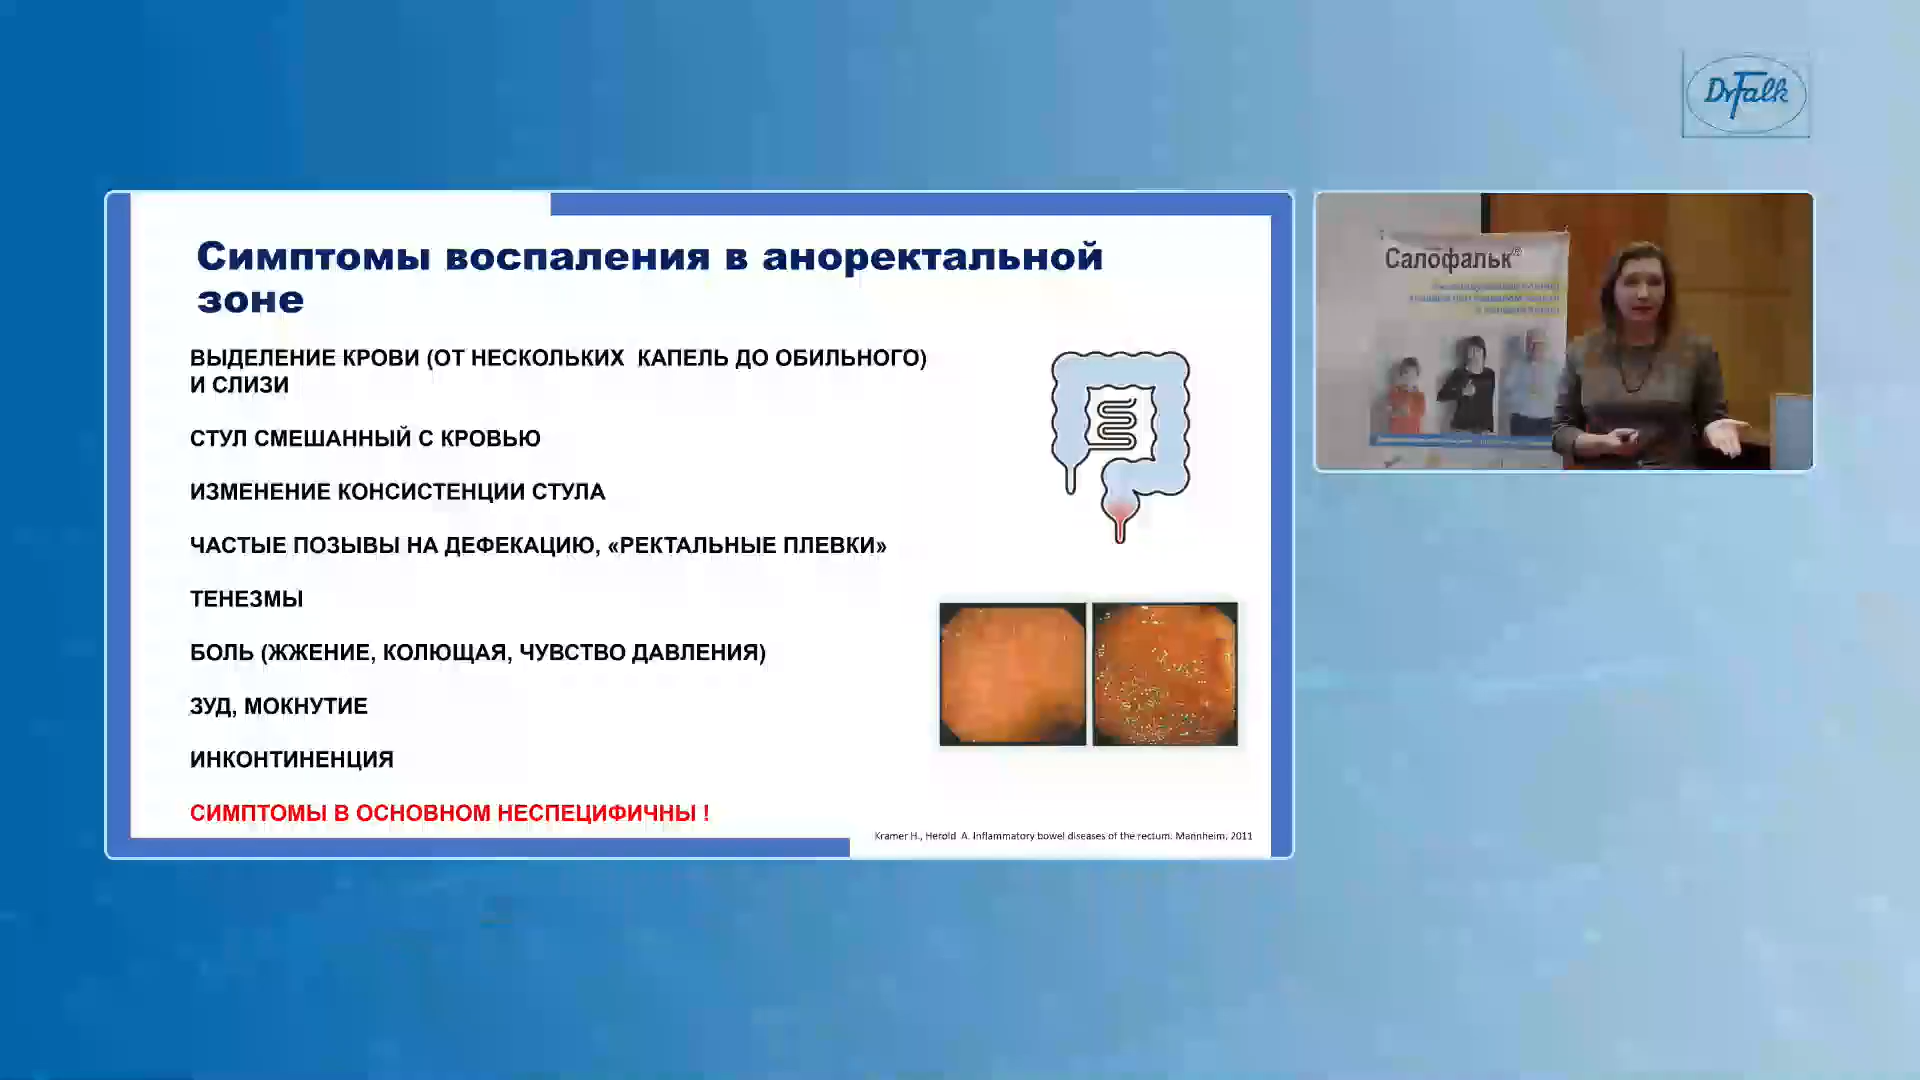 Dr Falk
Симптомы воспаления в аноректальной
зоне
ВЫДЕЛЕНИЕ КРОВИ (ОТ НЕСКОЛЬКИХ КАПЕЛЬ ДО ОБИЛЬНОГО)
И СЛИЗИ
СТУЛ СМЕШАННЫЙ С КРОВЬЮ
ИЗМЕНЕНИЕ КОНСИСТЕНЦИИ СТУЛА
ЧАСТЫЕ ПОЗЫВЫ НА ДЕФЕКАЦИЮ, «РЕКТАЛЬНЫЕ ПЛЕВКИ»
ТЕНЕЗМЫ
БОЛЬ (ЖЖЕНИЕ, КОЛЮЩАЯ, ЧУВСТВО ДАВЛЕНИЯ)
ЗУД, МОКНУТИЕ
ИНКОНТИНЕНЦИЯ
СИМПТОМЫ В ОСНОВНОМ НЕСПЕЦИФИЧНЫ !
Kramer H., Herold A. Inflammatory bowel diseases of the rectum. Mannheim, 2011
Салофальк®